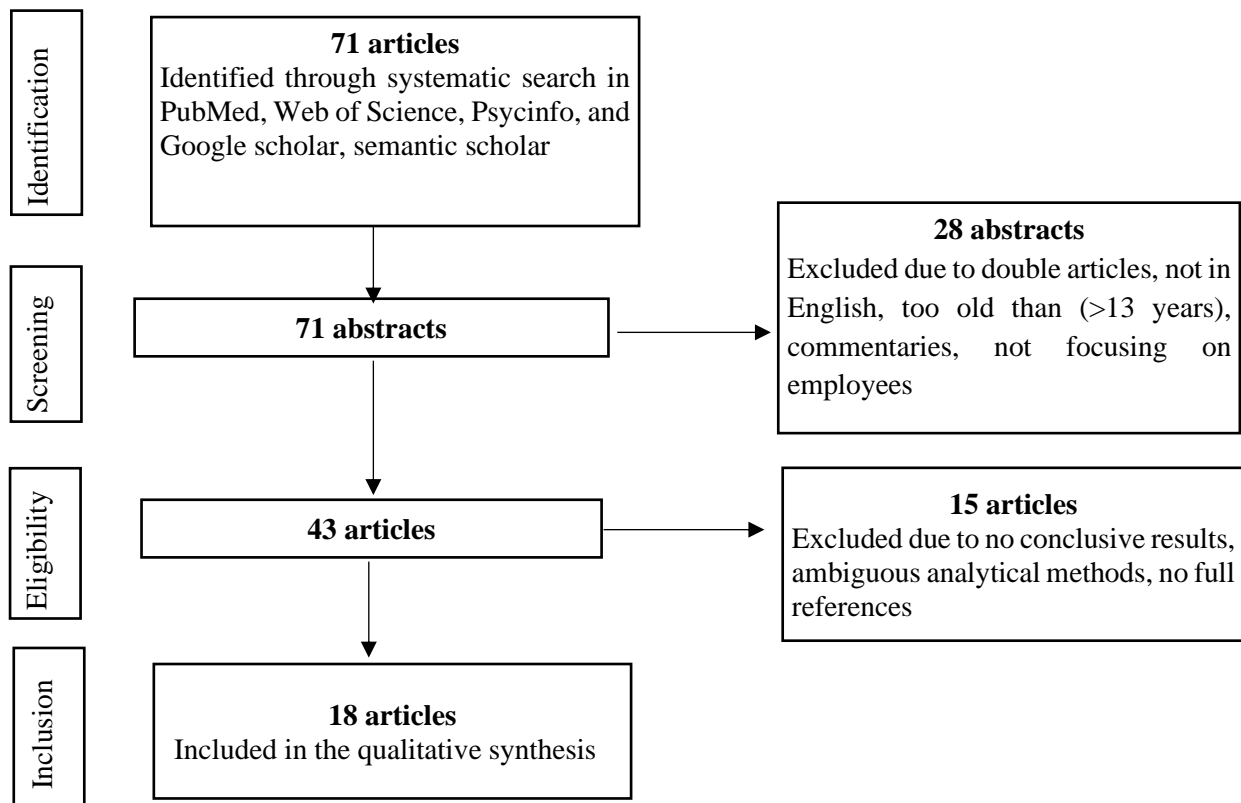 Identification
71 articles
Identified through systematic search in
PubMed, Web of Science, Psycinfo, and
Google scholar, semantic scholar
Screening
71 abstracts
28 abstracts
Excluded due to double articles, not in
English, too old than (>13 years),
commentaries, not focusing on
employees
Eligibility
43 articles
15 articles
Excluded due to no conclusive results,
ambiguous analytical methods, no full
references
Inclusion
18 articles
Included in the qualitative synthesis